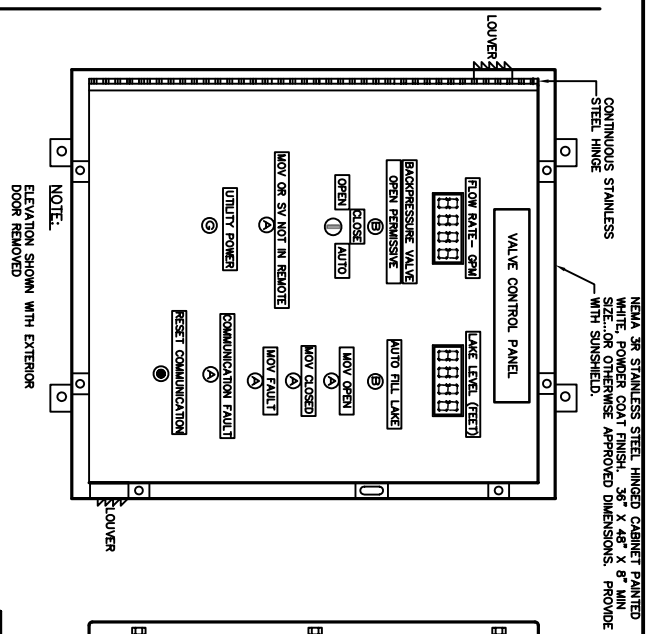 NEMA 3R STAINLESS STEEL HINGED CABINET PAINTED
WHITE, POWDER COAT FINISH. 36" X 48" X 8" MIN
SIZE...OR OTHERWISE APPROVED DIMENSIONS. PROVIDE
WITH SUNSHIELD.
CONTINUOUS STAINLESS
STEEL HINGE
LOUVER
VALVE CONTROL PANEL
FLOW RATE- GPM
LAKE LEVEL (FEET)
BACKPRESSURE VALVE
OPEN PERMISSIVE
B
AUTO FILL LAKE
B
CLOSE
OPEN
AUTO
MOV OPEN
A
MOV CLOSED
A
MOV OR SV NOT IN REMOTE
A
MOV FAULT
A
UTILITY POWER
G
COMMUNICATION FAULT
A
RESET COMMUNICATION
LOUVER
NOTE:
ELEVATION SHOWN WITH EXTERIOR
DOOR REMOVED